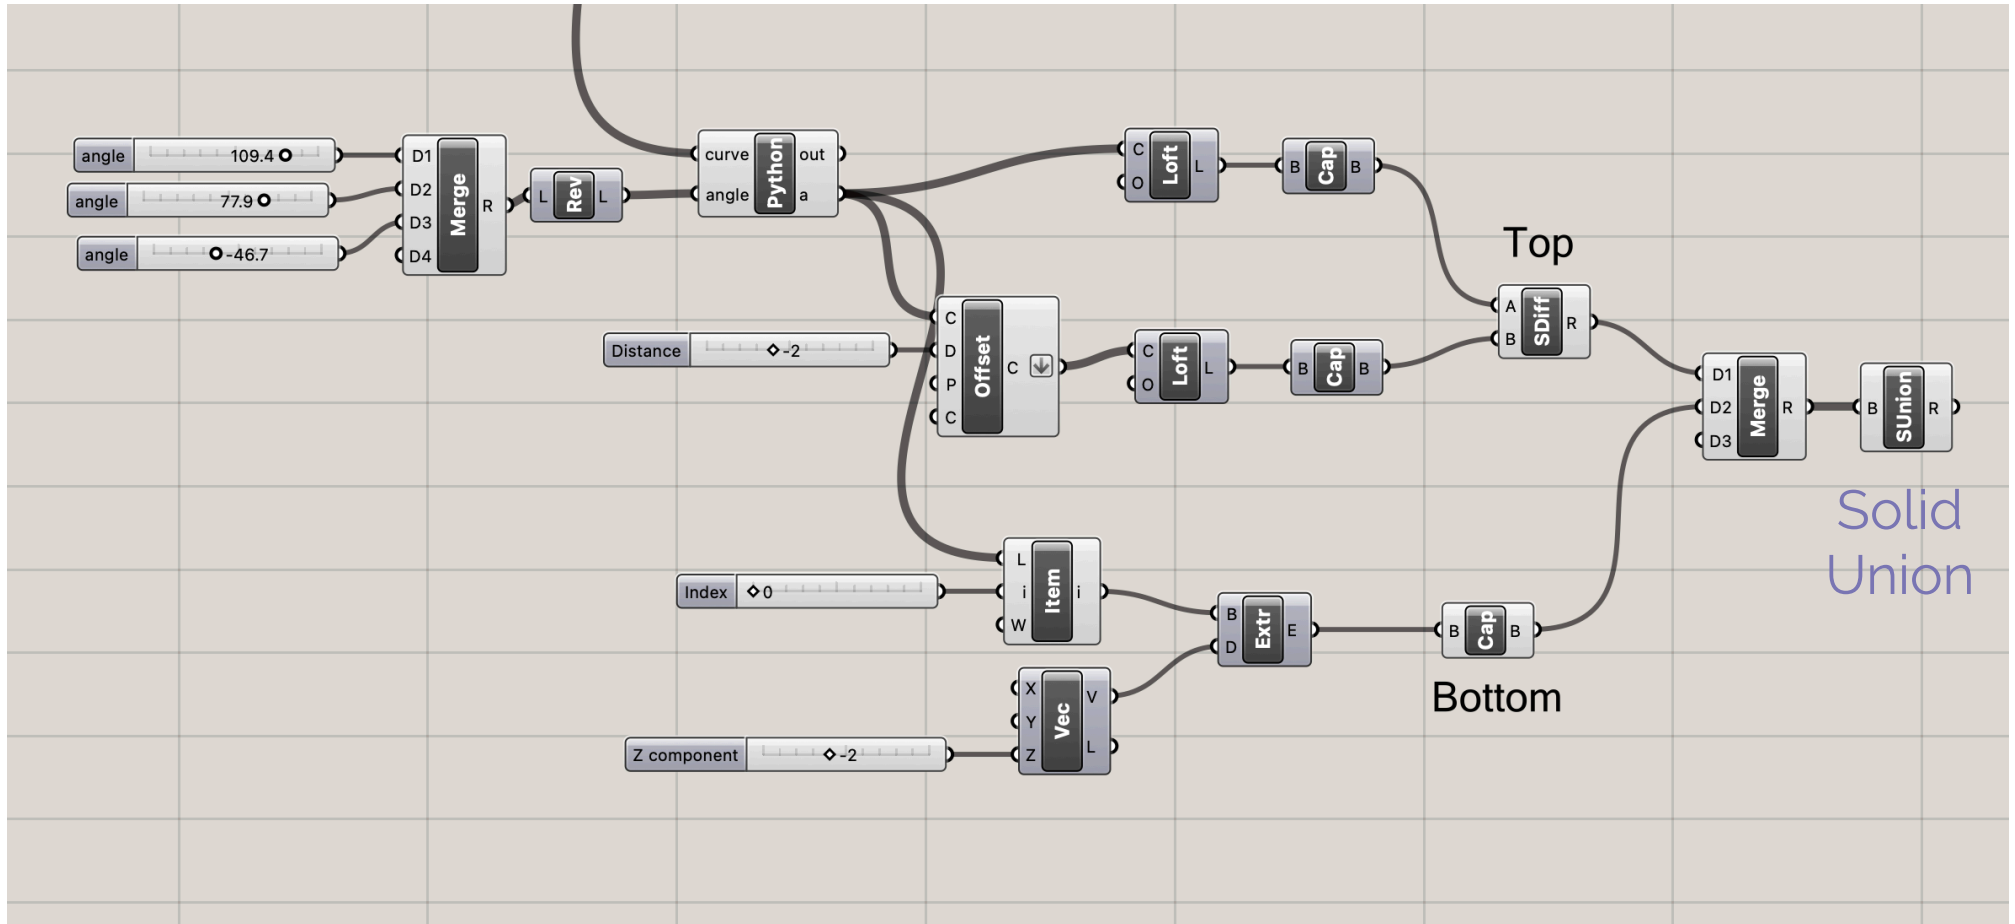 angle 109.4
angle 77.9
angle -46.7
D1
D2
D3
D4
Merge
R
L Rev L
curve
angle
Python
out
a
C
O
Loft
L
B Cap B
Top
Distance -2
C
D
P
C
Offset
C
C
O
Loft
L
B Cap B
A
B
SDiff
R
D1
D2
D3
Merge
R
B SUnion R
Solid
Union
Index 0
L
i
W
Item
i
B
D
Extr
E
B Cap B
Bottom
Z component -2
X
Y
Z
Vec
V
L